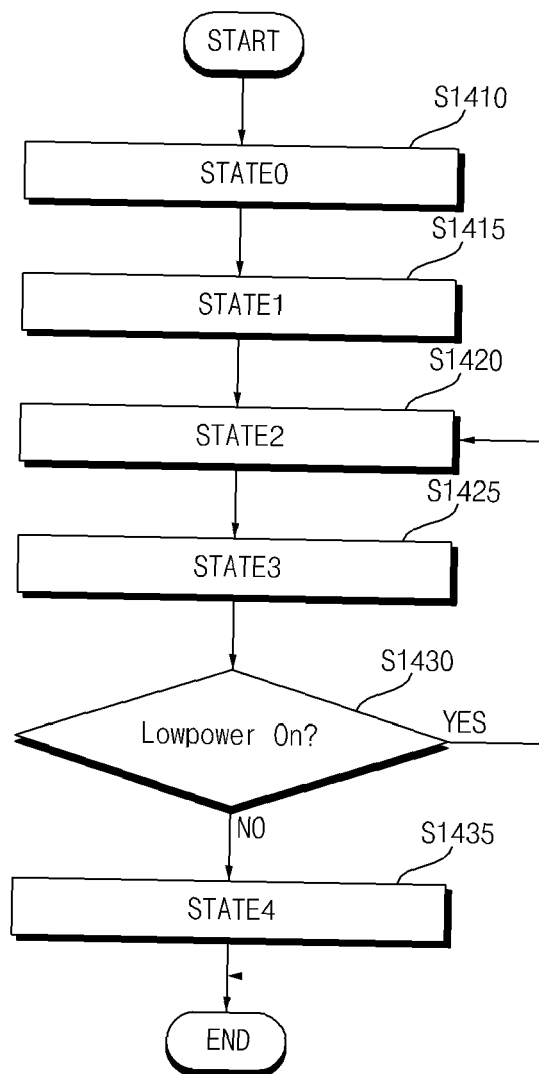 START
S1410
STATE0
S1415
STATE1
S1420
STATE2
S1425
STATE3
S1430
Lowpower On?
YES
NO
S1435
STATE4
END